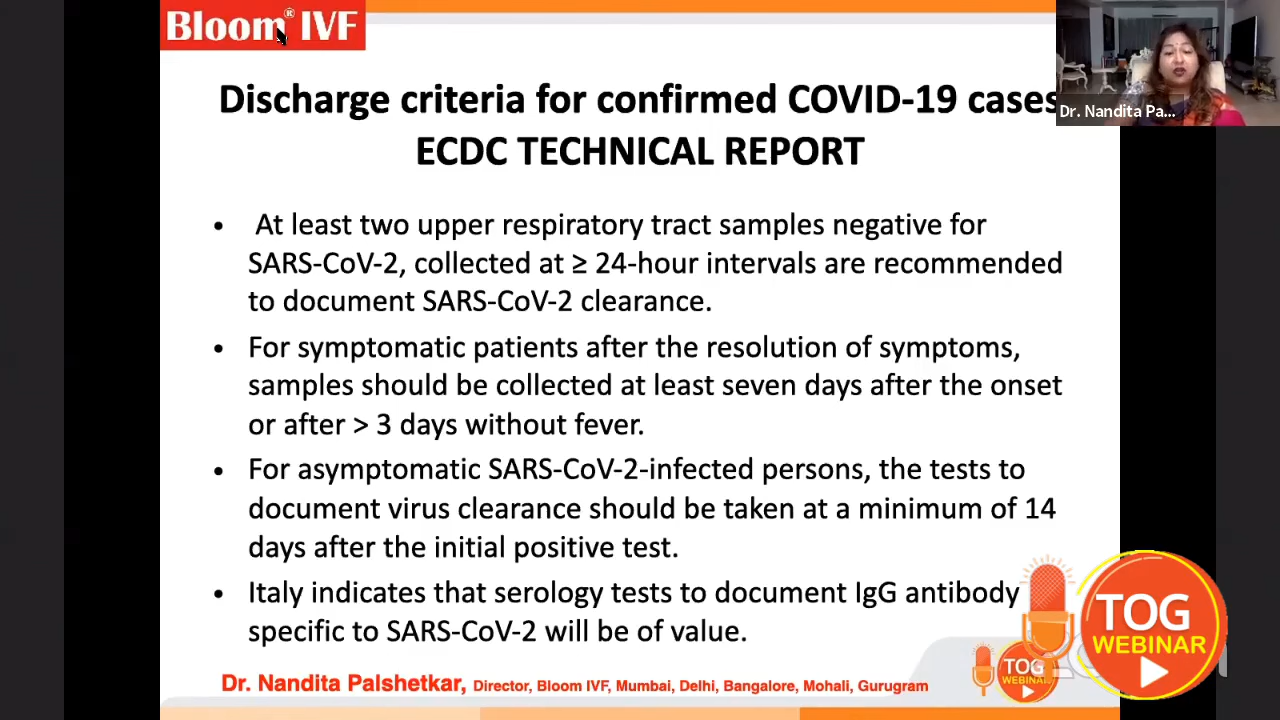 Bloom® IVF
Dr. Nandita Pa...
Discharge criteria for confirmed COVID-19 cases
ECDC TECHNICAL REPORT
• At least two upper respiratory tract samples negative for
SARS-CoV-2, collected at ≥ 24-hour intervals are recommended
to document SARS-CoV-2 clearance.
• For symptomatic patients after the resolution of symptoms,
samples should be collected at least seven days after the onset
or after > 3 days without fever.
• For asymptomatic SARS-CoV-2-infected persons, the tests to
document virus clearance should be taken at a minimum of 14
days after the initial positive test.
• Italy indicates that serology tests to document IgG antibody
specific to SARS-CoV-2 will be of value.
Dr. Nandita Palshetkar, Director, Bloom IVF, Mumbai, Delhi, Bangalore, Mohali, Gurugram
TOG
WEBINAR
TOG
WEBINAR